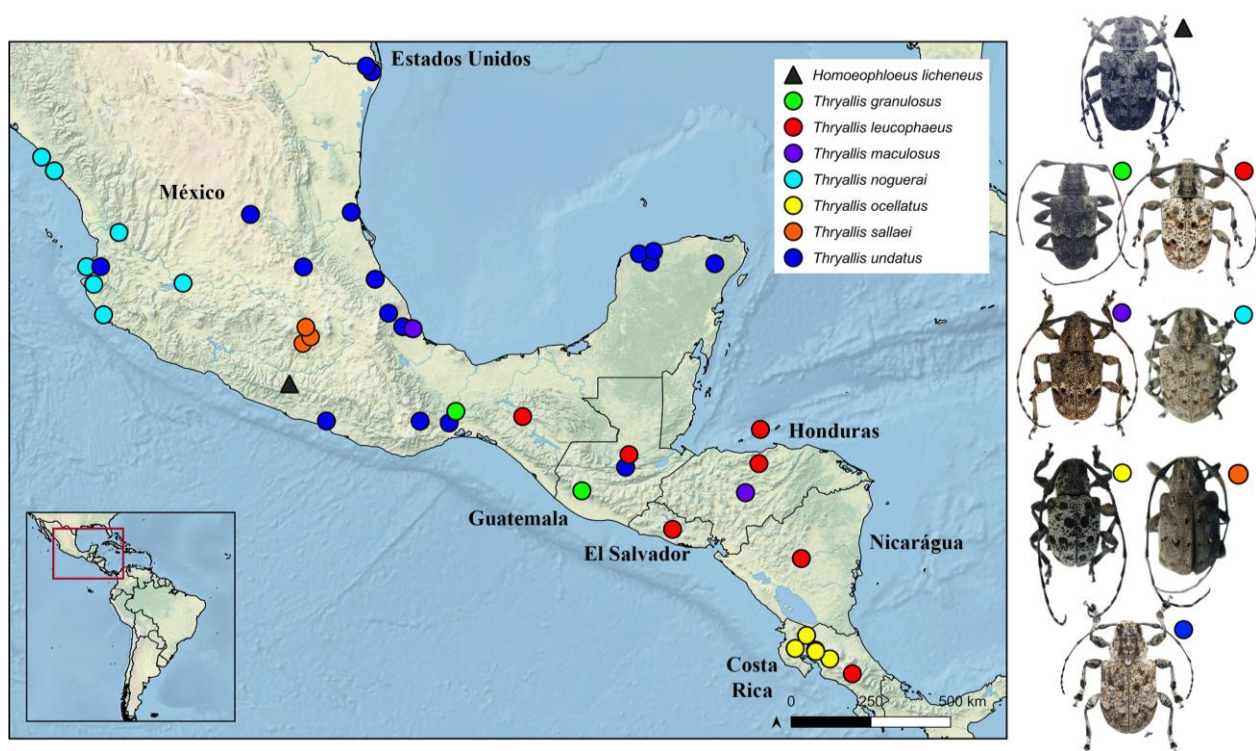 Estados Unidos
México
Homoeophloeus licheneus
Thryallis granulosus
Thryallis leucophaeus
Thryallis maculosus
Thryallis noguerai
Thryallis ocellatus
Thryallis sallaei
Thryallis undatus
Honduras
Guatemala
El Salvador
Nicarágua
Costa
Rica
0 250 500 km